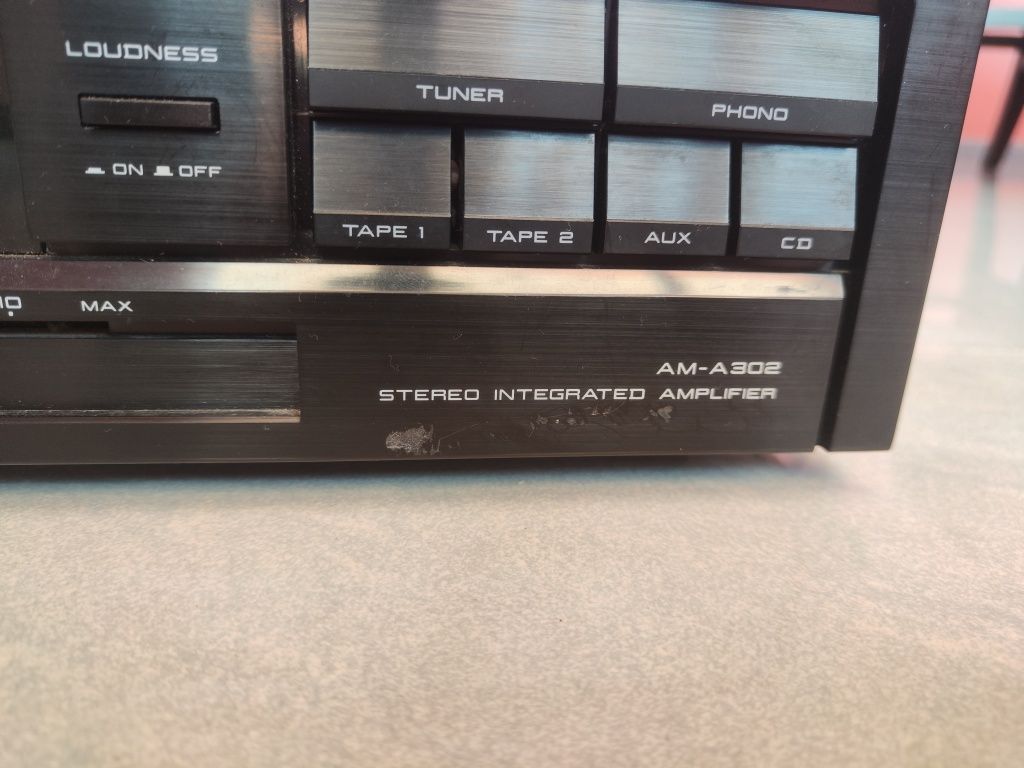 LOUDNESS
ON OFF
TUNER
PHONO
TAPE 1
TAPE 2
AUX
CD
MAX
AM-A302
STEREO INTEGRATED AMPLIFIER